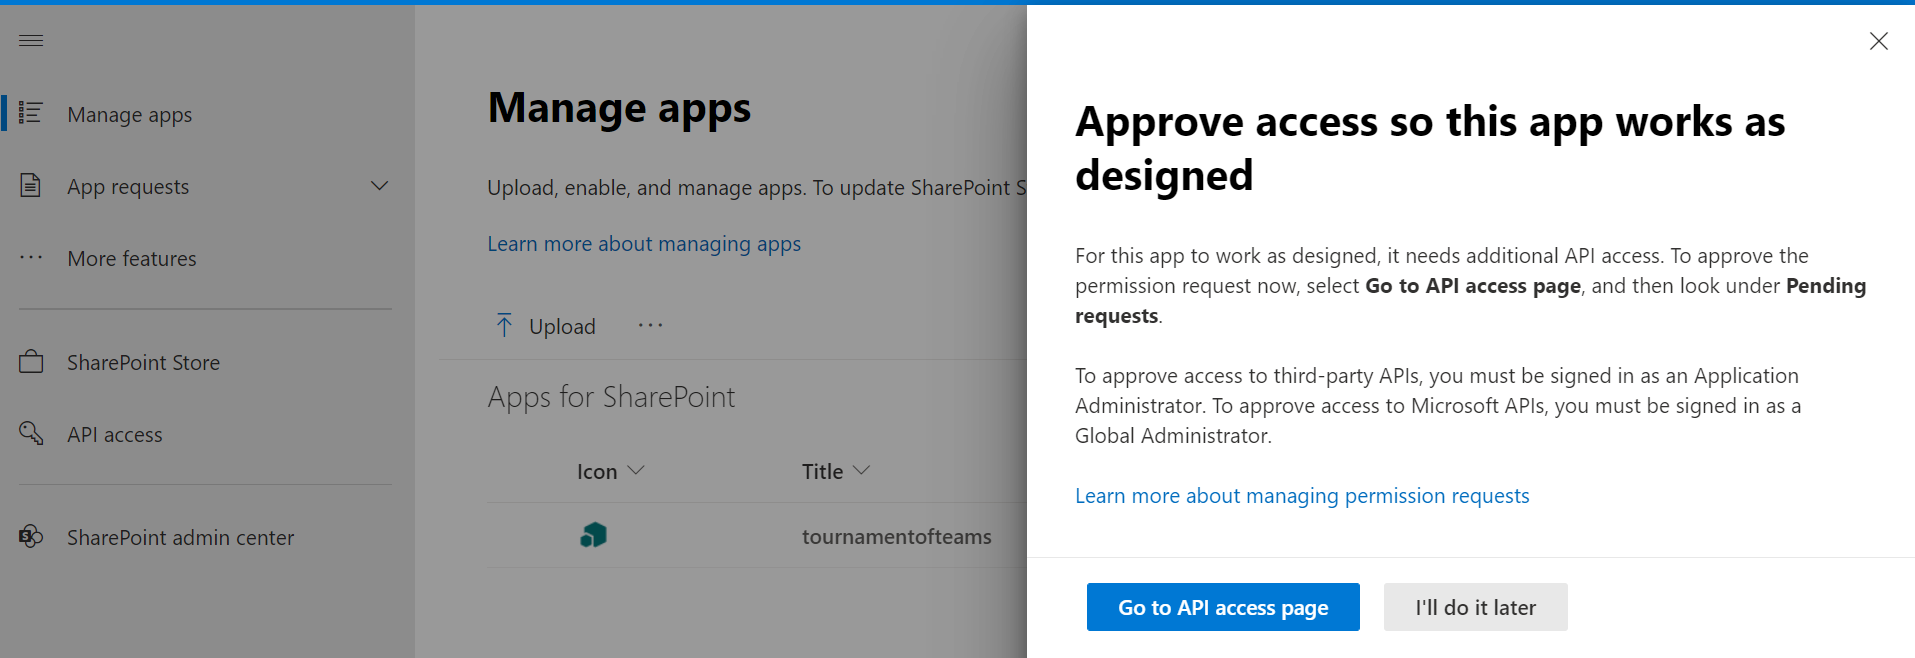 Manage apps
App requests
More features
SharePoint Store
API access
SharePoint admin center
Manage apps
Upload, enable, and manage apps. To update SharePoint S
Learn more about managing apps
Upload
Apps for SharePoint
Icon
Title
tournamentofteams
Approve access so this app works as
designed
For this app to work as designed, it needs additional API access. To approve the
permission request now, select Go to API access page, and then look under Pending
requests.
To approve access to third-party APIs, you must be signed in as an Application
Administrator. To approve access to Microsoft APIs, you must be signed in as a
Global Administrator.
Learn more about managing permission requests
Go to API access page
I'll do it later